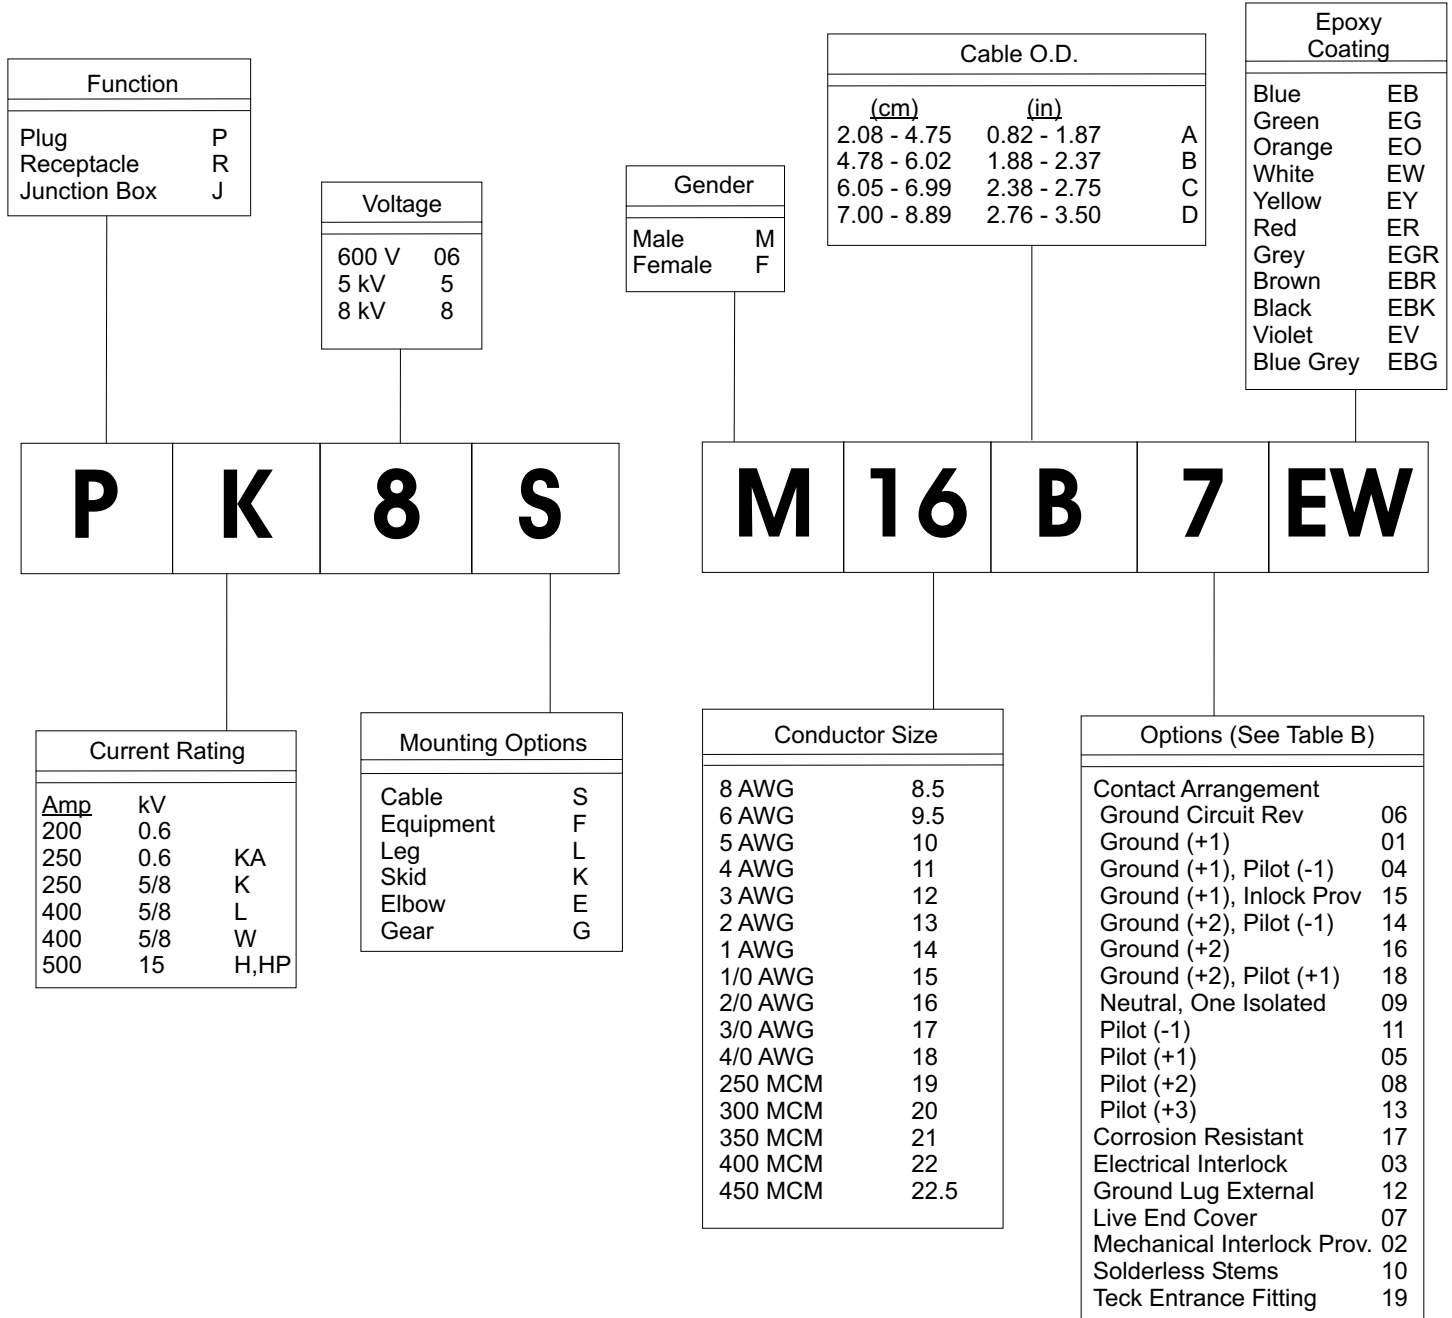 Function
Plug P
Receptacle R
Junction Box J
Voltage
600 V 06
5 kV 5
8 kV 8
Gender
Male M
Female F
Cable O.D.
(cm) (in)
2.08 - 4.75 0.82 - 1.87 A
4.78 - 6.02 1.88 - 2.37 B
6.05 - 6.99 2.38 - 2.75 C
7.00 - 8.89 2.76 - 3.50 D
Epoxy
Coating
Blue EB
Green EG
Orange EO
White EW
Yellow EY
Red ER
Grey EGR
Brown EBR
Black EBK
Violet EV
Blue Grey EBG
P K 8 S M 16 B 7 EW
Current Rating
Amp kV
200 0.6
250 0.6 KA
250 5/8 K
400 5/8 L
400 5/8 W
500 15 H,HP
Mounting Options
Cable S
Equipment F
Leg L
Skid K
Elbow E
Gear G
Conductor Size
8 AWG 8.5
6 AWG 9.5
5 AWG 10
4 AWG 11
3 AWG 12
2 AWG 13
1 AWG 14
1/0 AWG 15
2/0 AWG 16
3/0 AWG 17
4/0 AWG 18
250 MCM 19
300 MCM 20
350 MCM 21
400 MCM 22
450 MCM 22.5
Options (See Table B)
Contact Arrangement
Ground Circuit Rev 06
Ground (+1) 01
Ground (+1), Pilot (-1) 04
Ground (+1), Inlock Prov 15
Ground (+2), Pilot (-1) 14
Ground (+2) 16
Ground (+2), Pilot (+1) 18
Neutral, One Isolated 09
Pilot (-1) 11
Pilot (+1) 05
Pilot (+2) 08
Pilot (+3) 13
Corrosion Resistant 17
Electrical Interlock 03
Ground Lug External 12
Live End Cover 07
Mechanical Interlock Prov. 02
Solderless Stems 10
Teck Entrance Fitting 19